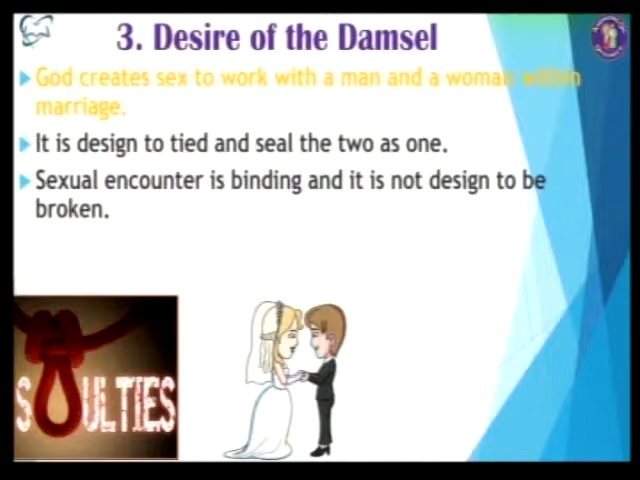 3. Desire of the Damsel
God creates sex to work with a man and a woman within
marriage.
It is design to tied and seal the two as one.
Sexual encounter is binding and it is not design to be
broken.
SOULTIES